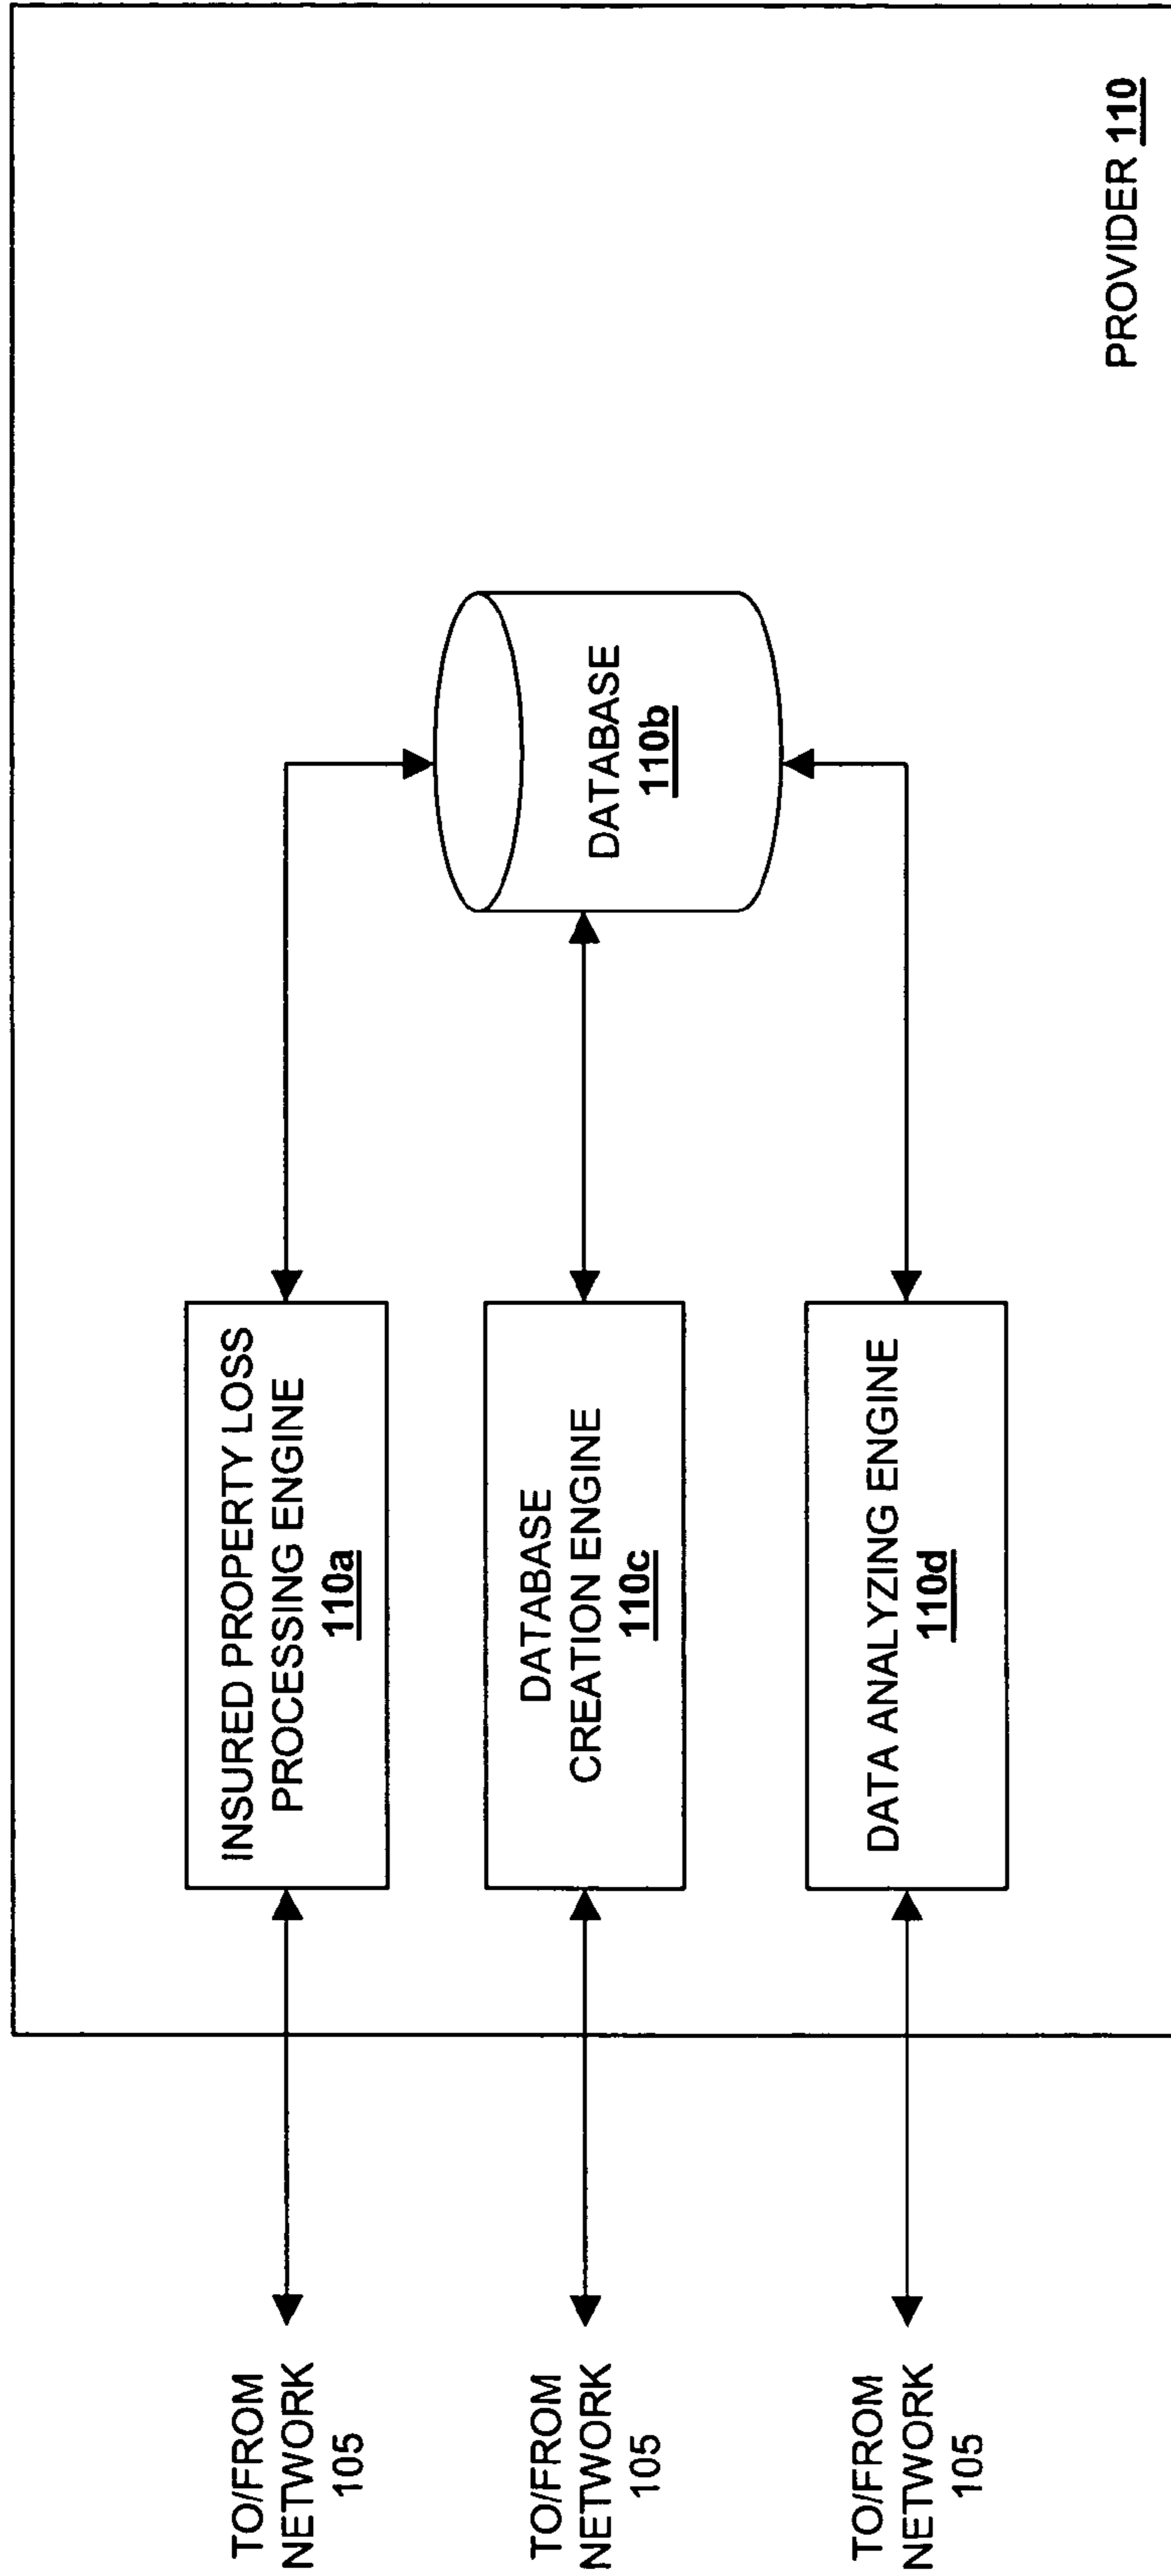 TO/FROM
NETWORK
105
INSURED PROPERTY LOSS
PROCESSING ENGINE
110a
TO/FROM
NETWORK
105
DATABASE
CREATION ENGINE
110c
DATABASE
110b
TO/FROM
NETWORK
105
DATA ANALYZING ENGINE
110d
PROVIDER 110